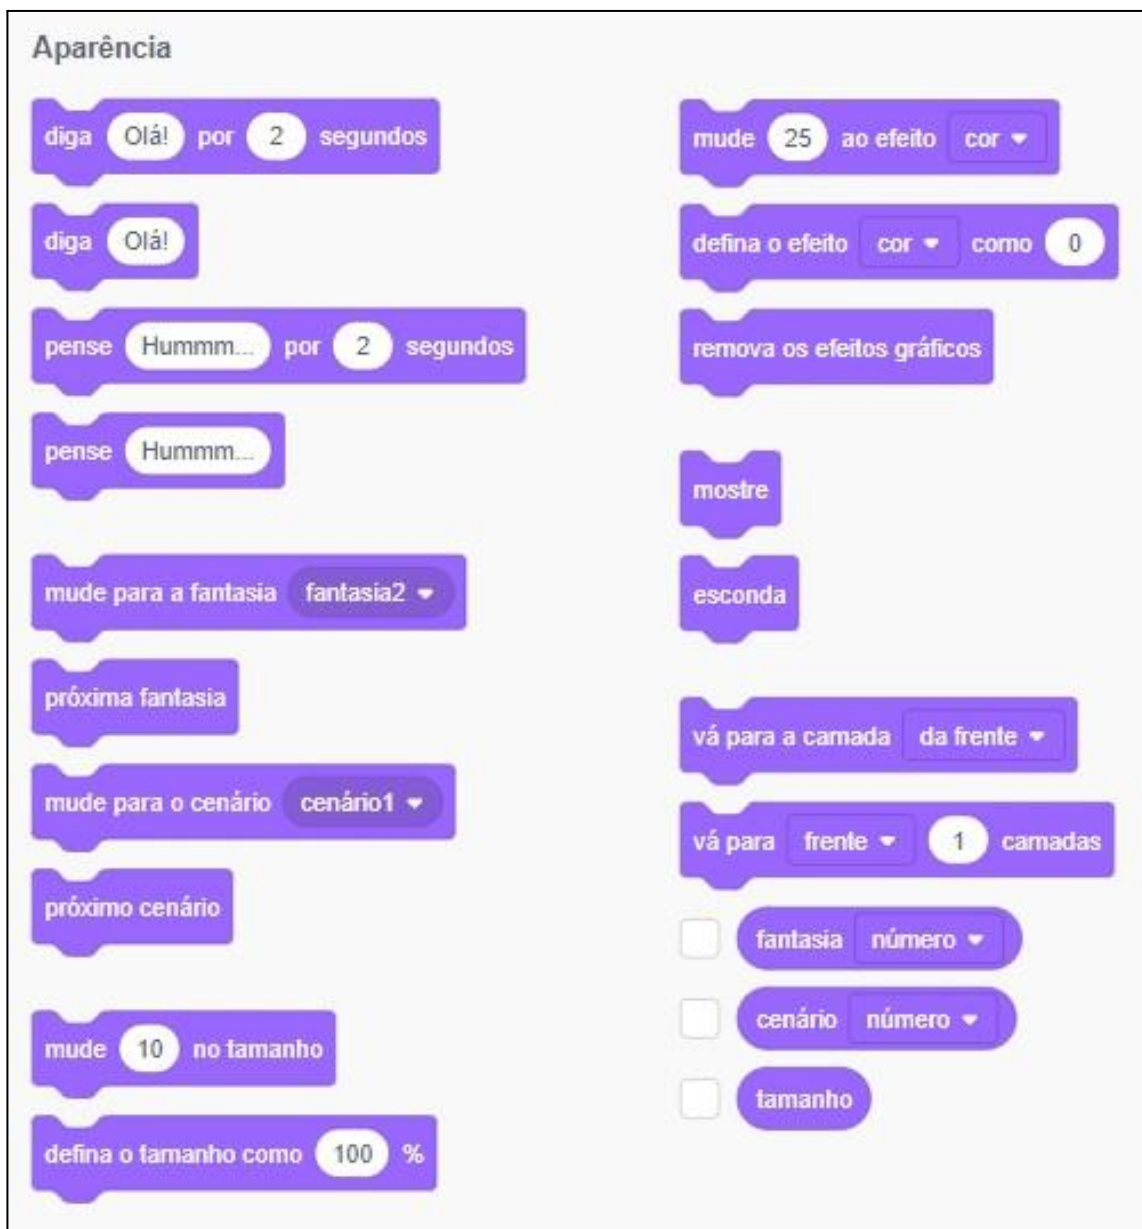 Aparência
diga Olá! por 2 segundos
diga Olá!
pense Hummm... por 2 segundos
pense Hummm...
mude para a fantasia fantasia2
próxima fantasia
mude para o cenário cenário1
próximo cenário
mude 10 no tamanho
defina o tamanho como 100 %
mude 25 ao efeito cor
defina o efeito cor como 0
remova os efeitos gráficos
mostre
esconda
vá para a camada da frente
vá para frente 1 camadas
fantasia número
cenário número
tamanho